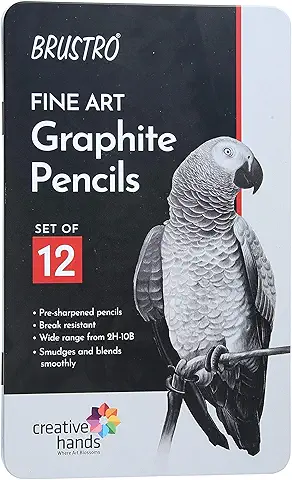 BRUSTRO®
FINE ART
Graphite
Pencils
SET OF
12
• Pre-sharpened pencils
• Break resistant
• Wide range from 2H-10B
• Smudges and blends
smoothly
creative
hands
Where Art Blossoms